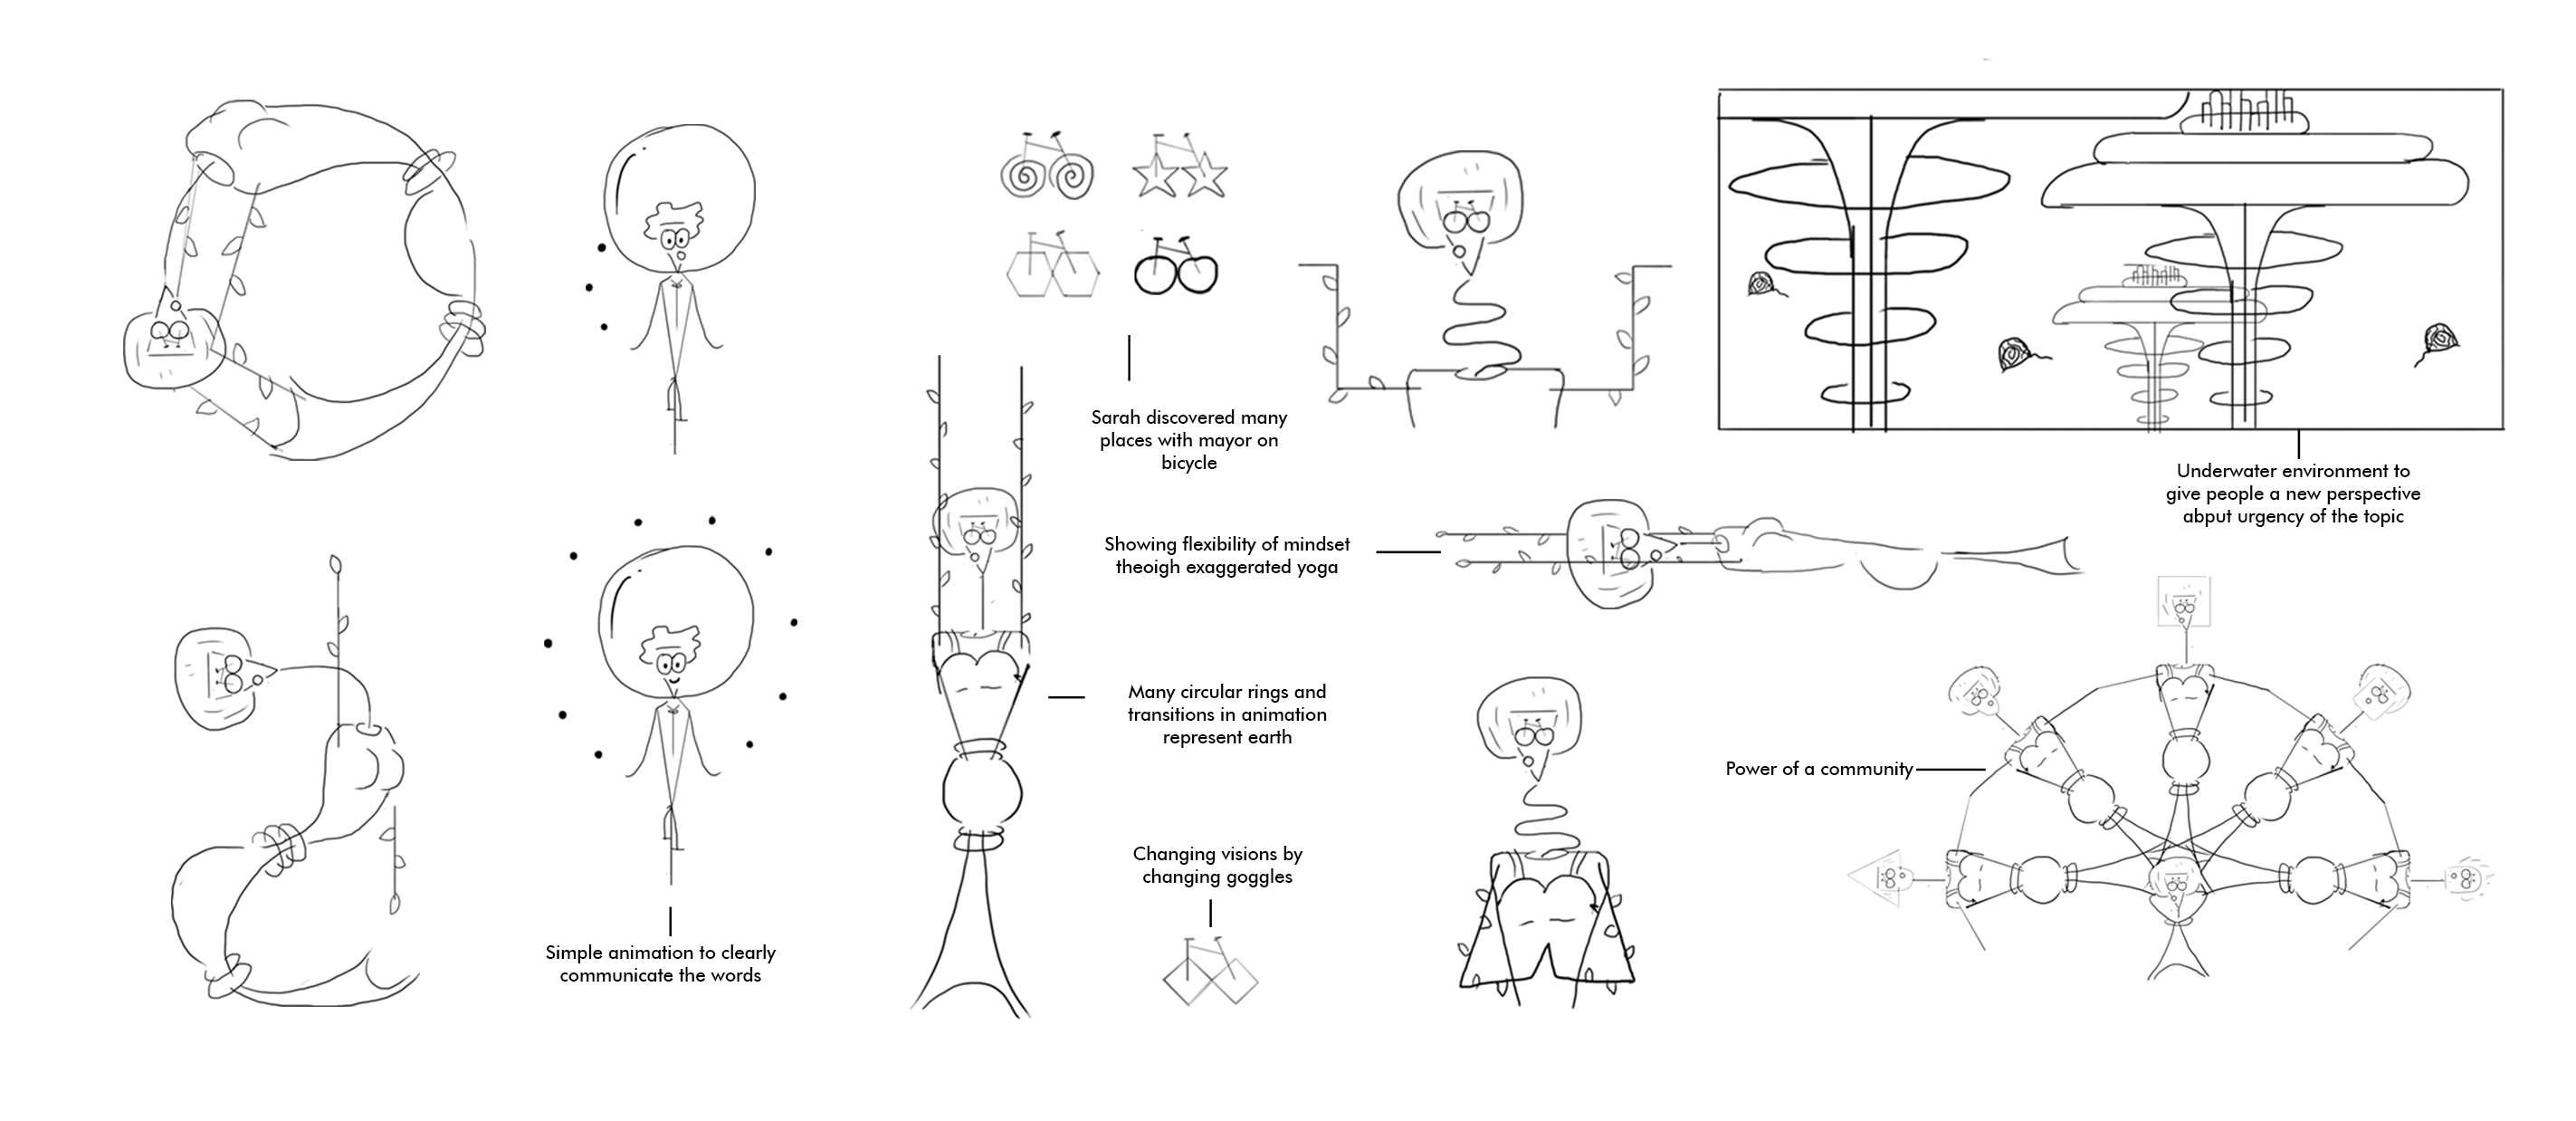 Sarah discovered many
places with mayor on
bicycle
Underwater environment to
give people a new perspective
abput urgency of the topic
Showing flexibility of mindset
theoigh exaggerated yoga
Many circular rings and
transitions in animation
represent earth
Power of a community
Changing visions by
changing goggles
Simple animation to clearly
communicate the words